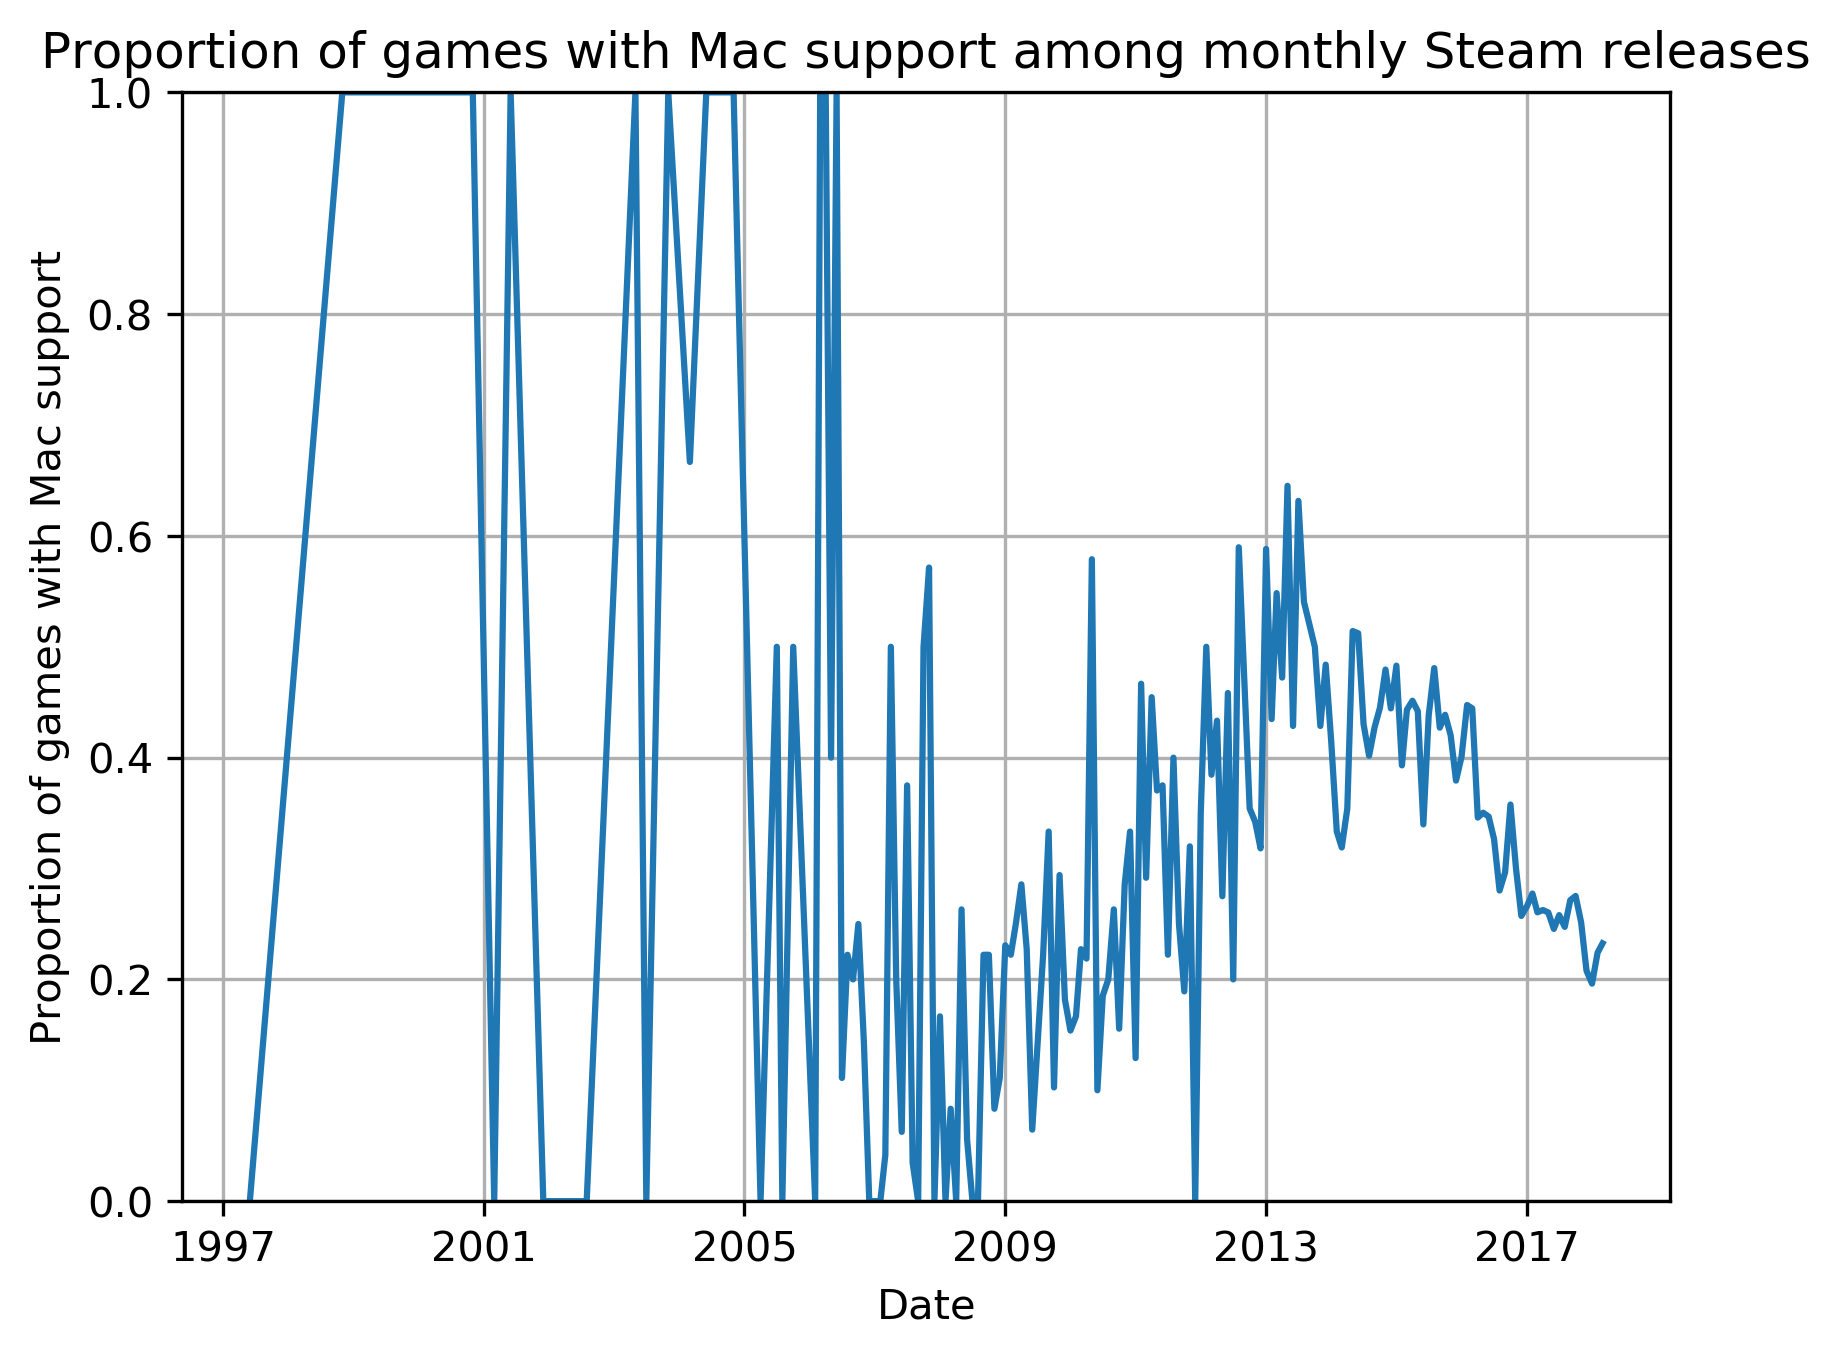 Proportion of games with Mac support among monthly Steam releases
1.0
0.8
0.6
0.4
0.2
0.0
Proportion of games with Mac support
1997 2001 2005 2009 2013 2017
Date